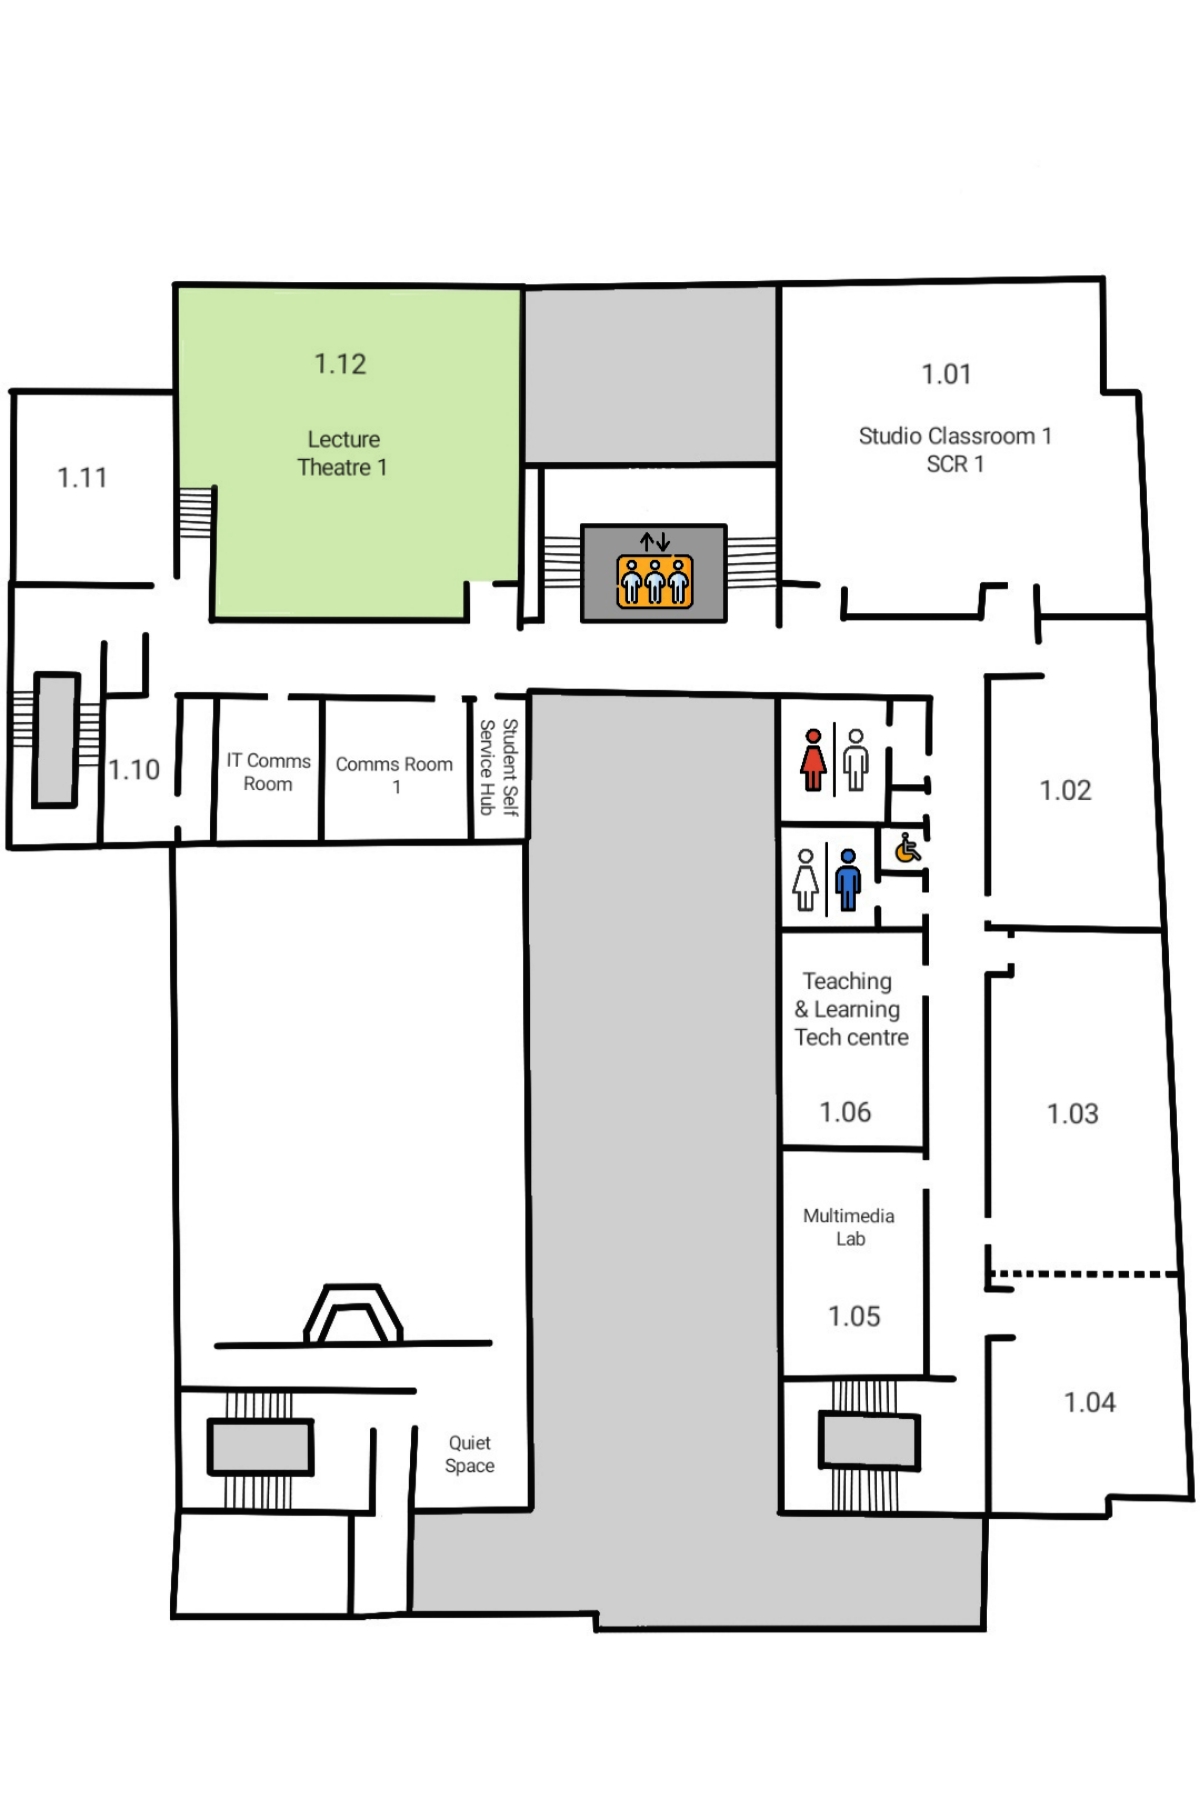 1.12
Lecture
Theatre 1
1.01
Studio Classroom 1
SCR 1
1.11
1.10
IT Comms
Room
Comms Room
1
Student Self
Service Hub
1.02
Teaching
& Learning
Tech centre
1.06
1.03
Multimedia
Lab
1.05
1.04
Quiet
Space